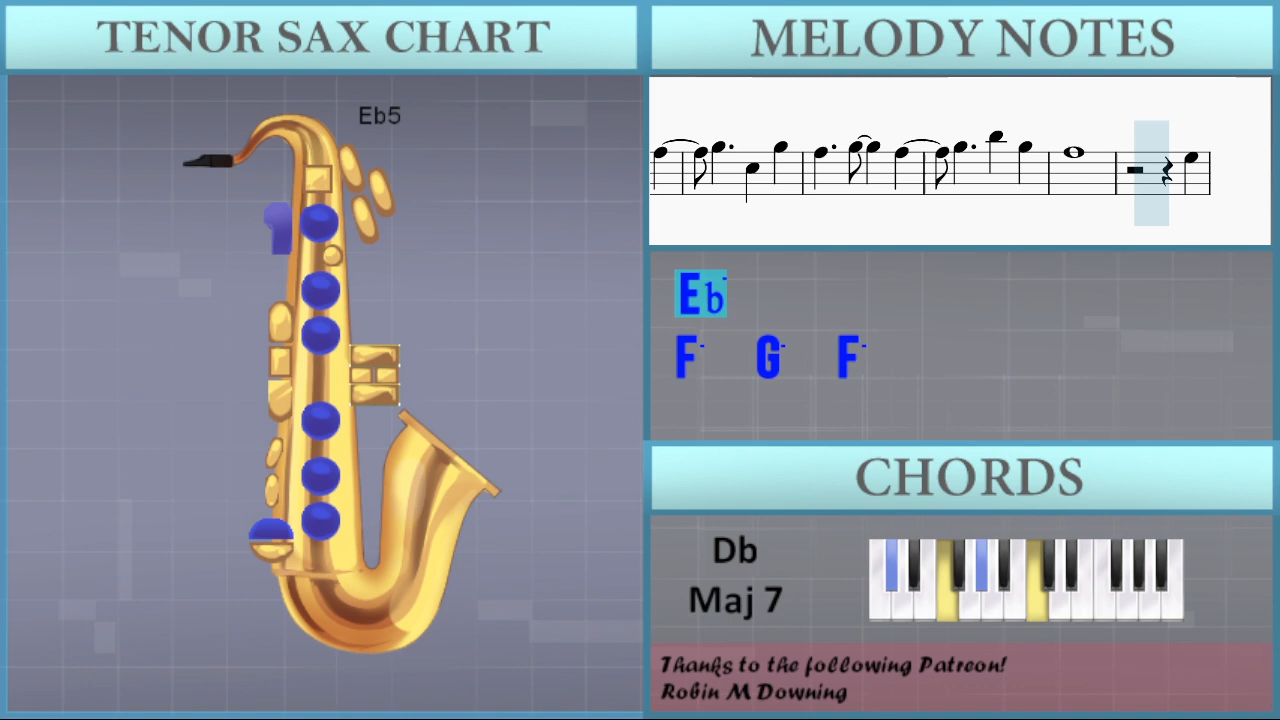 TENOR SAX CHART
Eb5
MELODY NOTES
Eb-
F- G- F-
CHORDS
Db
Maj 7
Thanks to the following Patreon!
Robin M Downing